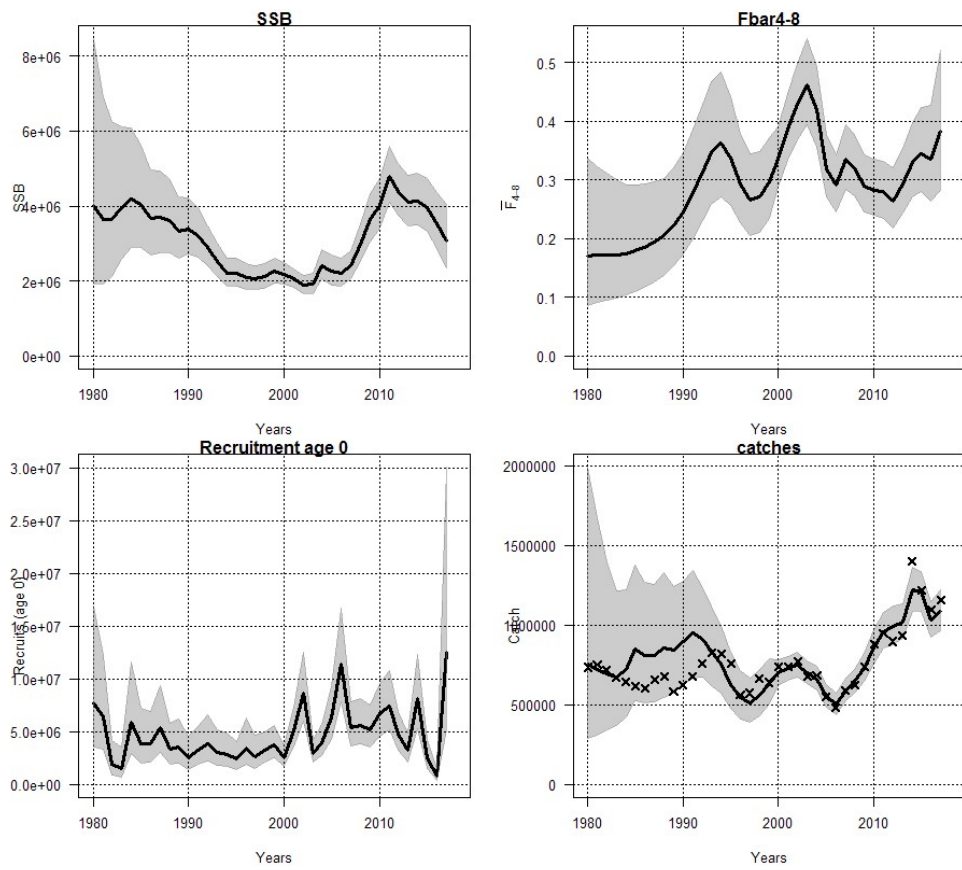 SSB
8e+06
6e+06
4e+06
2e+06
0e+00
SSB
1980 1990 2000 2010
Years
Fbar4-8
0.5
0.4
0.3
0.2
0.1
0.0
F4-8
1980 1990 2000 2010
Years
Recruitment age 0
3.0e+07
2.5e+07
2.0e+07
1.5e+07
1.0e+07
5.0e+06
0.0e+00
Recruits (age 0)
1980 1990 2000 2010
Years
catches
2000000
1500000
1000000
500000
0
Catch
1980 1990 2000 2010
Years